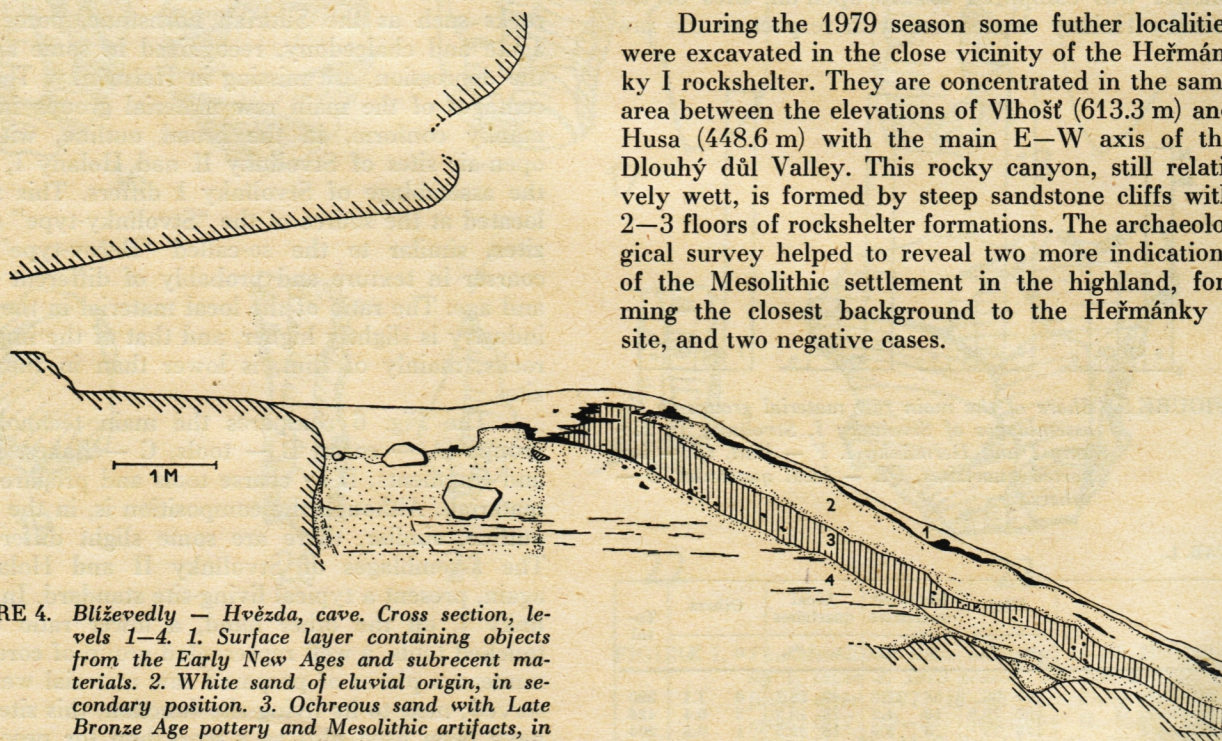 During the 1979 season some futher localitie
were excavated in the close vicinity of the Heřmán
ky I rockshelter. They are concentrated in the sam
area between the elevations of Vlhošť (613.3 m) an
Husa (448.6 m) with the main E—W axis of th
Dlouhý důl Valley. This rocky canyon, still relati
vely wett, is formed by steep sandstone cliffs wit
2—3 floors of rockshelter formations. The archaeolo
gical survey helped to reveal two more indication
of the Mesolithic settlement in the highland, for
ming the closest background to the Heřmánky
site, and two negative cases.
1 M
1
2
3
4
RE 4. Blíževedly — Hvězda, cave. Cross section, le-
vels 1—4. 1. Surface layer containing objects
from the Early New Ages and subrecent ma-
terials. 2. White sand of eluvial origin, in se-
condary position. 3. Ochreous sand with Late
Bronze Age pottery and Mesolithic artifacts, in